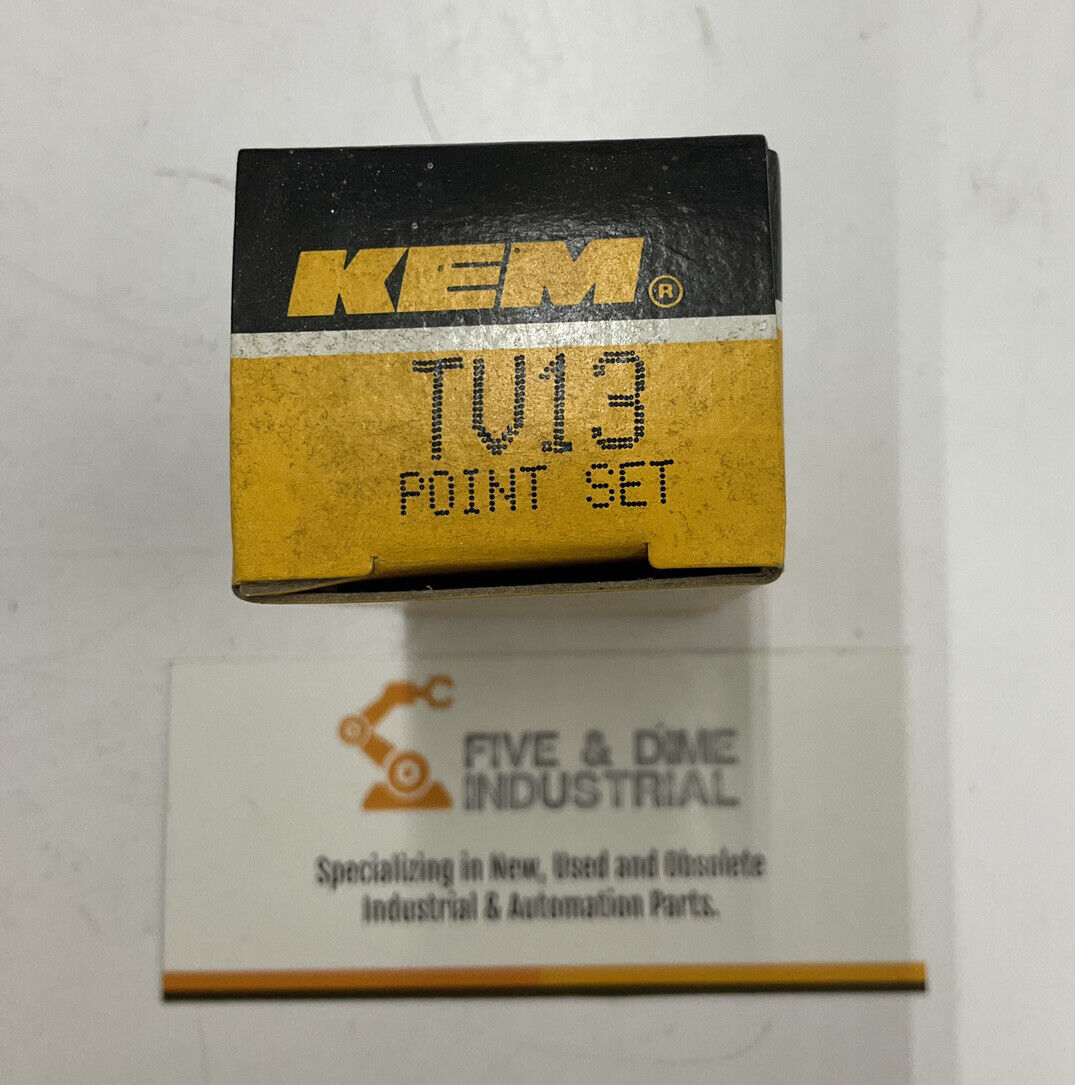 KEM®
TV13
POINT SET
FIVE & DIME
INDUSTRIAL
Specializing in New, Used and Obsolete
Industrial & Automation Parts.